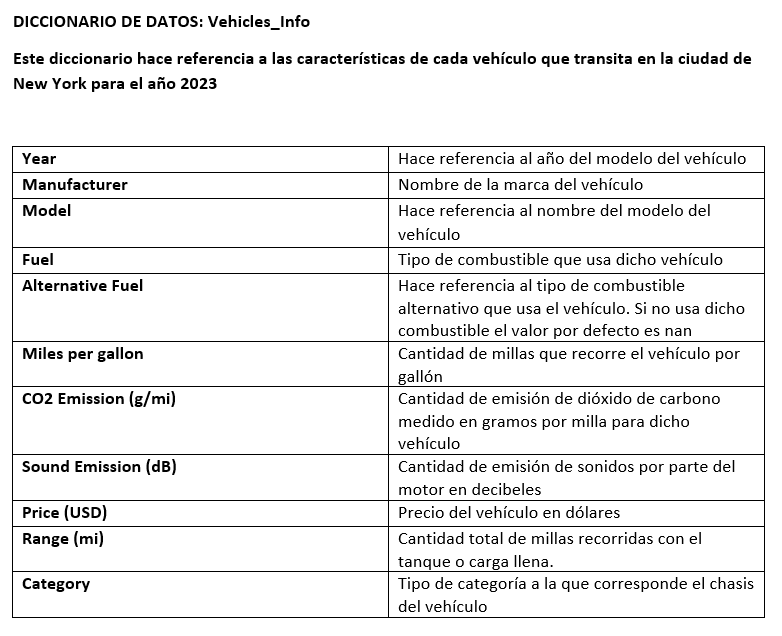 DICCIONARIO DE DATOS: Vehicles_Info
Este diccionario hace referencia a las características de cada vehículo que transita en la ciudad de
New York para el año 2023
Year
Hace referencia al año del modelo del vehículo
Manufacturer
Nombre de la marca del vehículo
Model
Hace referencia al nombre del modelo del
vehículo
Fuel
Tipo de combustible que usa dicho vehículo
Alternative Fuel
Hace referencia al tipo de combustible
alternativo que usa el vehículo. Si no usa dicho
combustible el valor por defecto es nan
Miles per gallon
Cantidad de millas que recorre el vehículo por
gallón
CO2 Emission (g/mi)
Cantidad de emisión de dióxido de carbono
medido en gramos por milla para dicho
vehículo
Sound Emission (dB)
Cantidad de emisión de sonidos por parte del
motor en decibeles
Price (USD)
Precio del vehículo en dólares
Range (mi)
Cantidad total de millas recorridas con el
tanque o carga llena.
Category
Tipo de categoría a la que corresponde el chasis
del vehículo